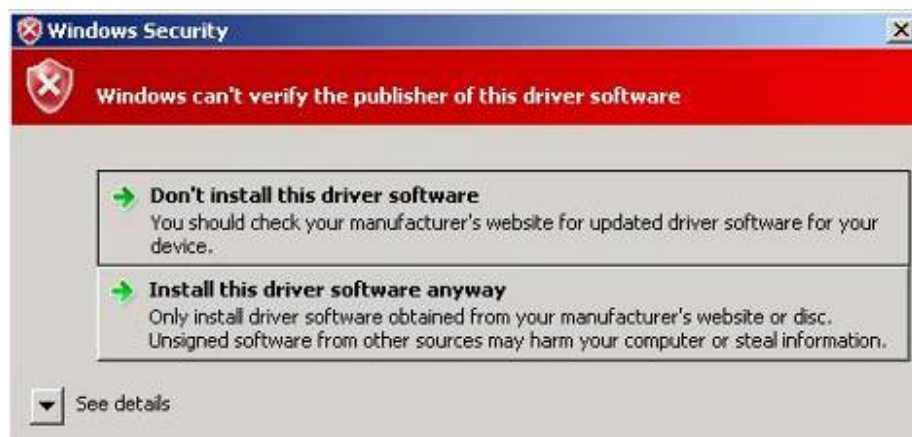 Windows Security
Windows can't verify the publisher of this driver software
Don't install this driver software
You should check your manufacturer's website for updated driver software for your
device.
Install this driver software anyway
Only install driver software obtained from your manufacturer's website or disc.
Unsigned software from other sources may harm your computer or steal information.
See details